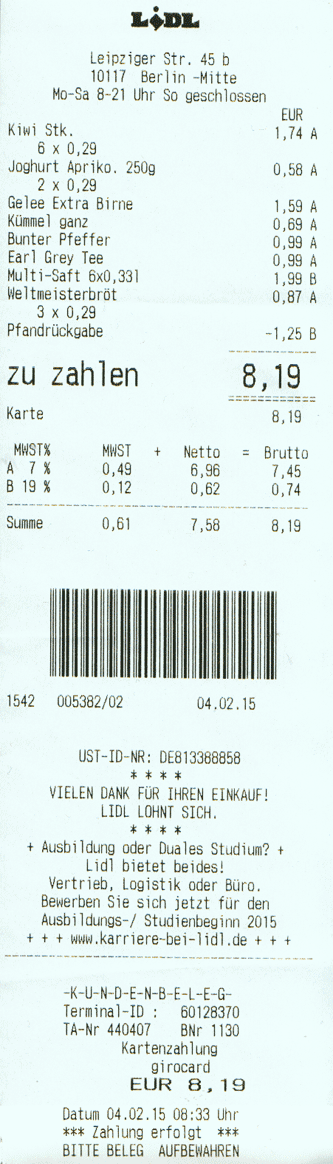 LiDL
Leipziger Str. 45 b
10117 Berlin -Mitte
Mo-Sa 8-21 Uhr So geschlossen
EUR
Kiwi Stk. 1,74 A
6 x 0,29
Joghurt Apriko. 250g 0,58 A
2 x 0,29
Gelee Extra Birne 1,59 A
Kümmel ganz 0,69 A
Bunter Pfeffer 0,99 A
Earl Grey Tee 0,99 A
Multi-Saft 6x0,33l 1,99 B
Weltmeisterbröt 0,87 A
3 x 0,29
Pfandrückgabe -1,25 B
zu zahlen 8,19
Karte 8,19
MWST% MWST + Netto = Brutto
A 7 % 0,49 6,96 7,45
B 19 % 0,12 0,62 0,74
Summe 0,61 7,58 8,19
1542 005382/02 04.02.15
UST-ID-NR: DE813388858
* * * *
VIELEN DANK FÜR IHREN EINKAUF!
LIDL LOHNT SICH.
* * * *
+ Ausbildung oder Duales Studium? +
Lidl bietet beides!
Vertrieb, Logistik oder Büro.
Bewerben Sie sich jetzt für den
Ausbildungs-/ Studienbeginn 2015
+ + + www.karriere-bei-lidl.de + + +
-K-U-N-D-E-N-B-E-L-E-G-
Terminal-ID : 60128370
TA-Nr 440407 BNr 1130
Kartenzahlung
girocard
EUR 8,19
Datum 04.02.15 08:33 Uhr
*** Zahlung erfolgt ***
BITTE BELEG AUFBEWAHREN